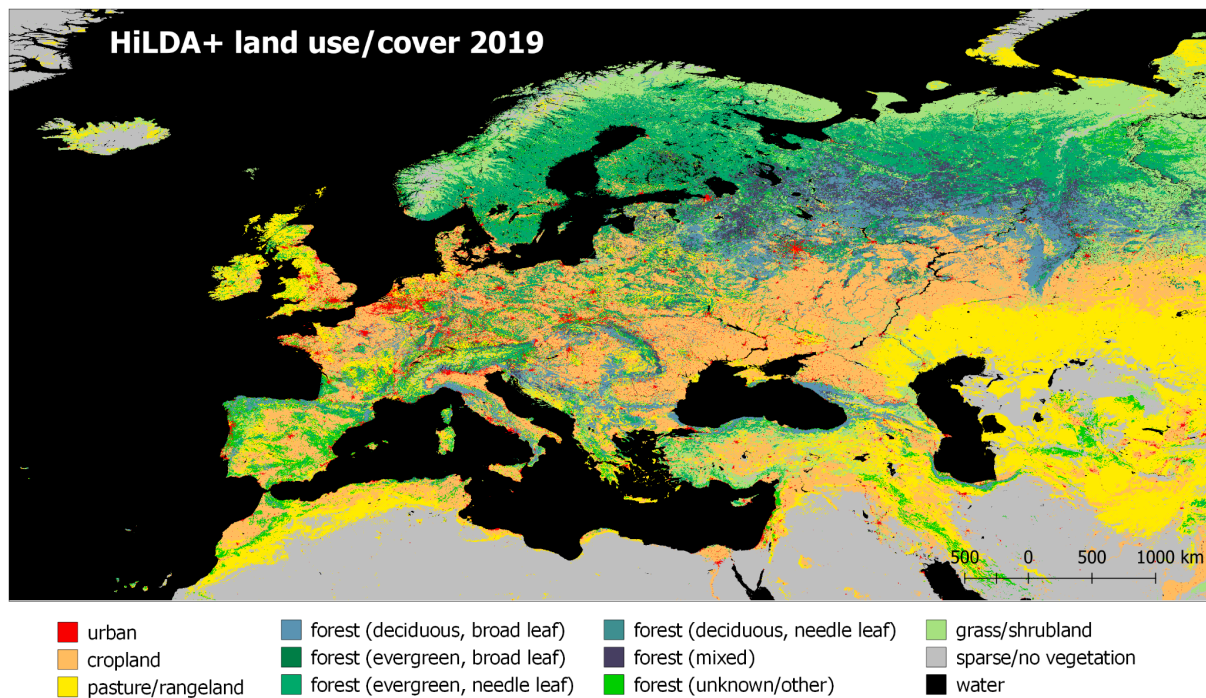 HiLDA+ land use/cover 2019
500 0 500 1000 km
urban
cropland
pasture/rangeland
forest (deciduous, broad leaf)
forest (evergreen, broad leaf)
forest (evergreen, needle leaf)
forest (deciduous, needle leaf)
forest (mixed)
forest (unknown/other)
grass/shrubland
sparse/no vegetation
water